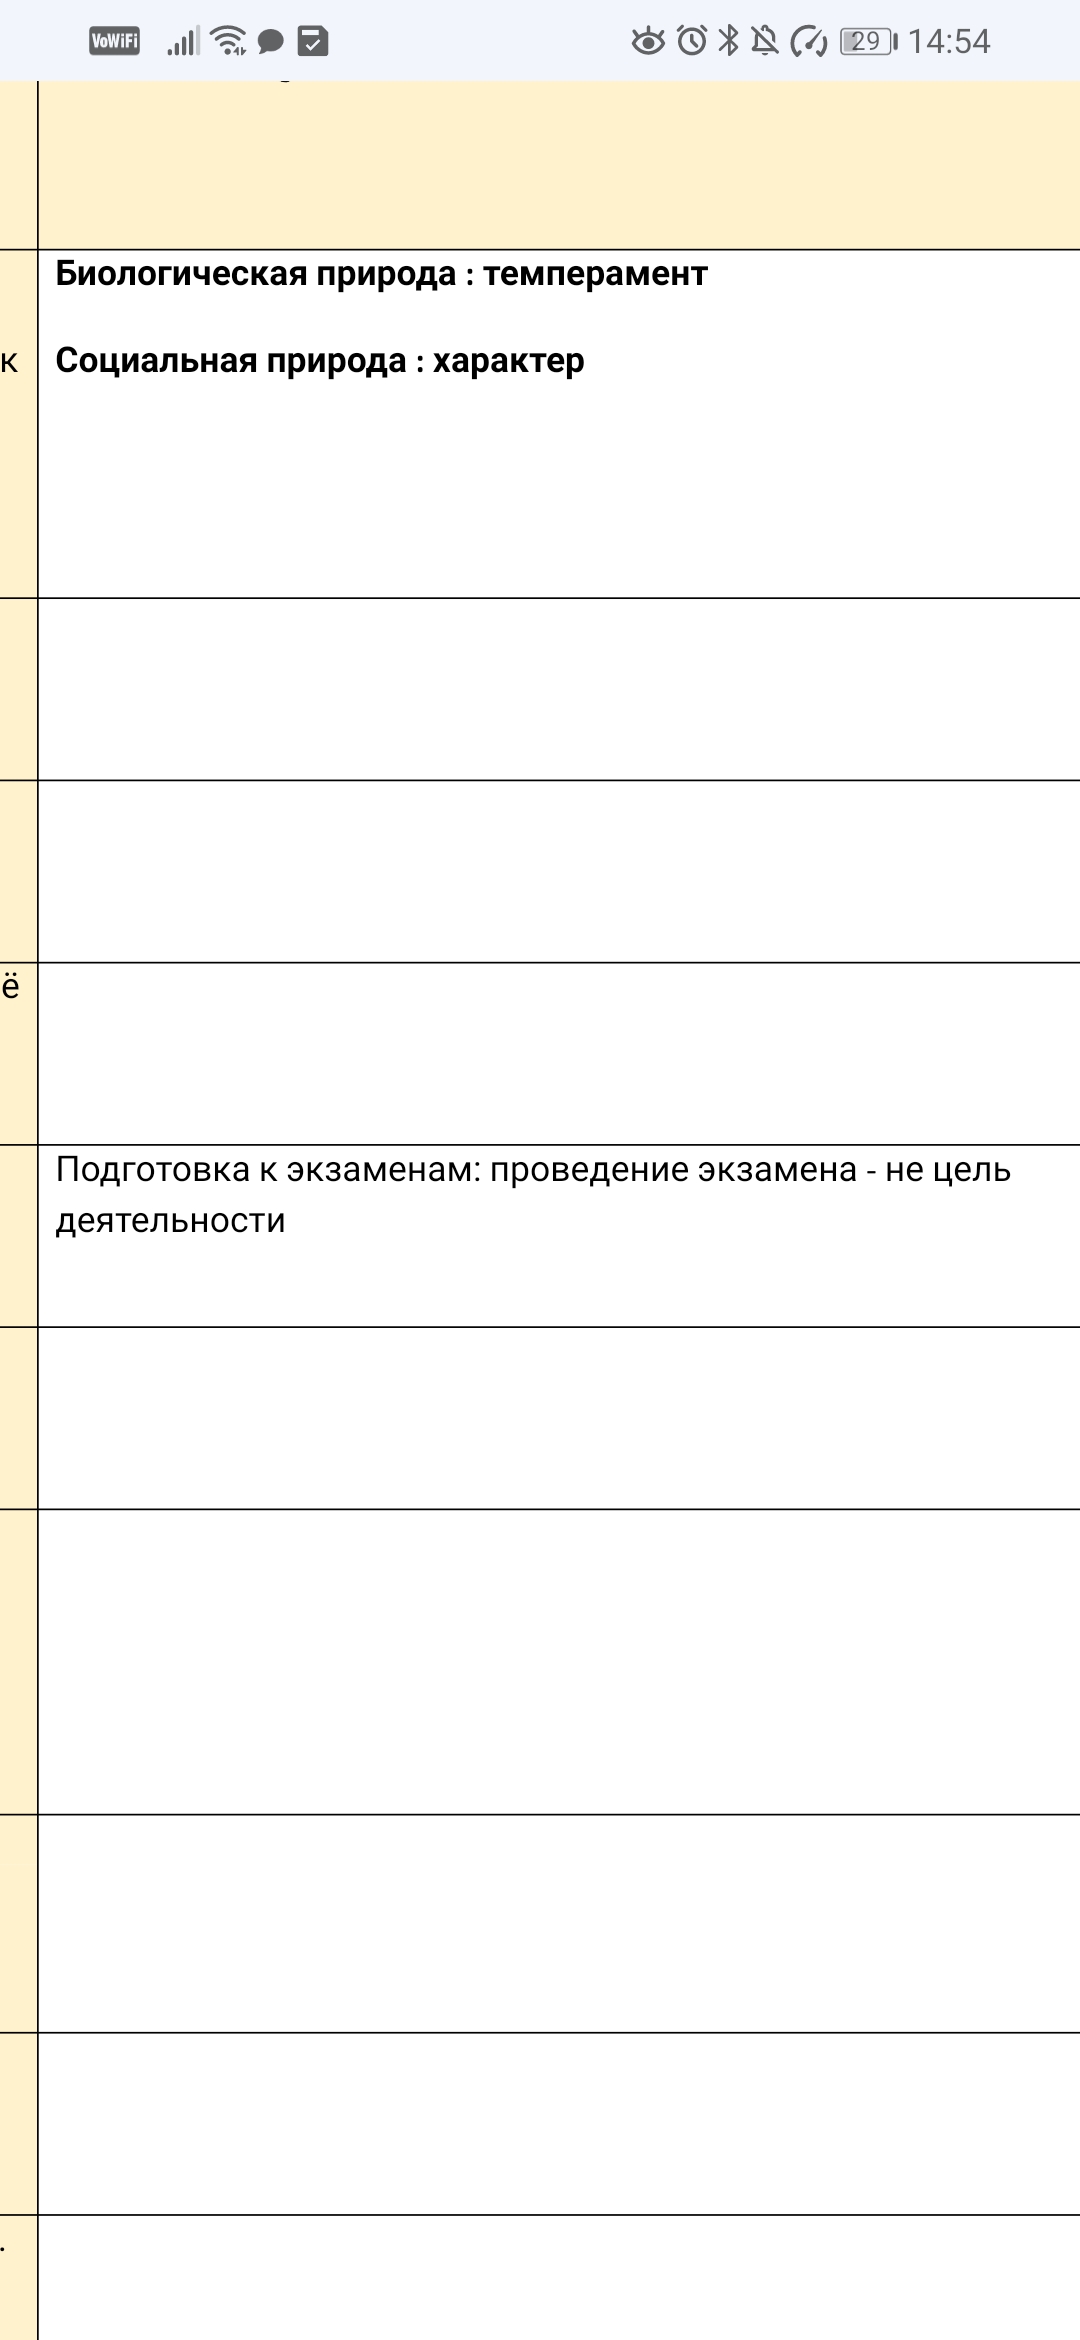 VoWiFi 29 14:54
Биологическая природа : темперамент
к Социальная природа : характер
ё
Подготовка к экзаменам: проведение экзамена - не цель
деятельности
.